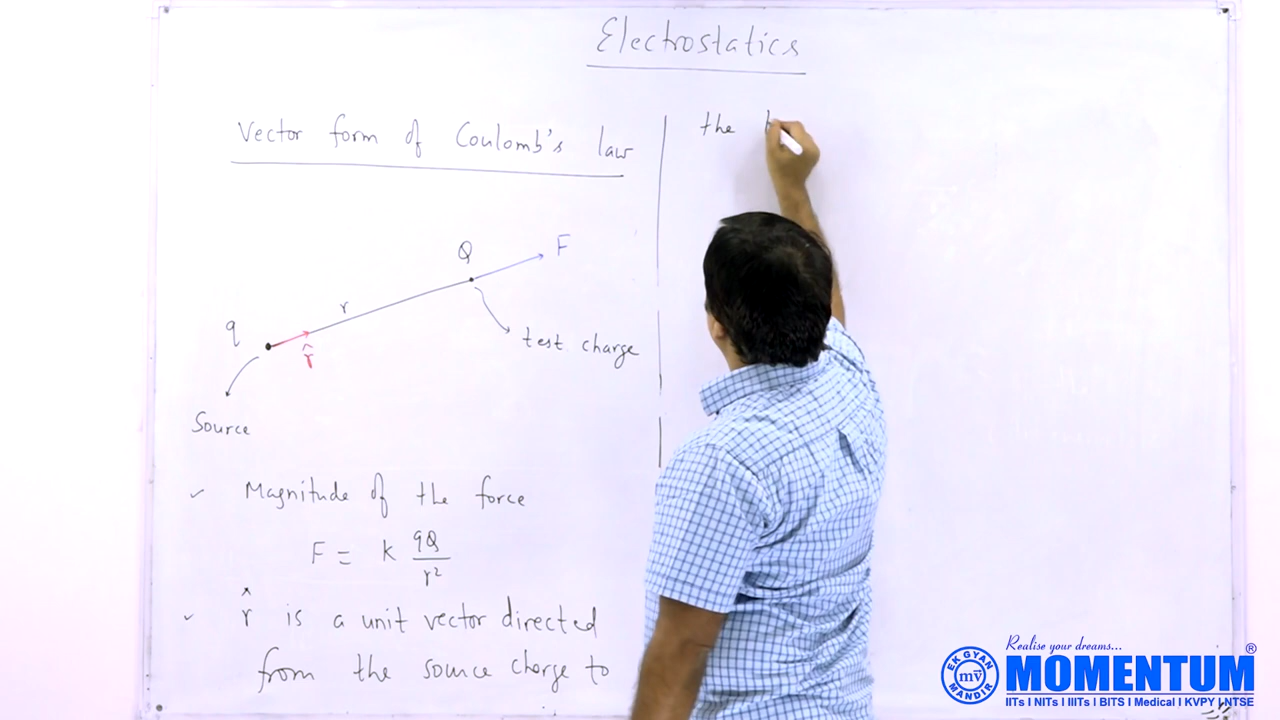 Electrostatics
Vector form of Coulomb's law
Q
F
r
q
r̂
test charge
Source
✓ Magnitude of the force
F = k qQ/r²
✓ r̂ is a unit vector directed
from the source charge to
the
Realise your dreams...
EK GYAN MANDIR
mv
MOMENTUM®
IITs I NITs I IIITs I BITS I Medical I KVPY I NTSE